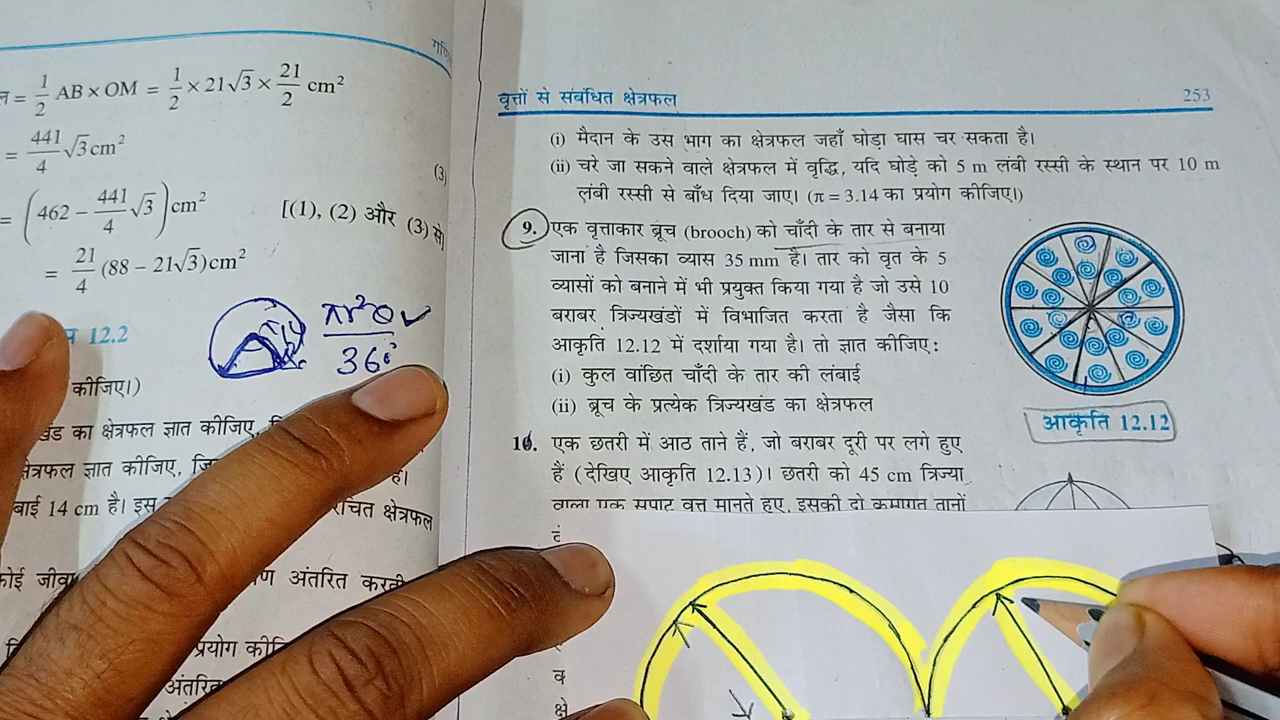 = 1/2 AB × OM = 1/2 × 21√3 × 21/2 cm²
= 441/4 √3 cm²
(3)
= (462 – 441/4 √3) cm²
[(1), (2) और (3) से]
= 21/4 (88 – 21√3) cm²
πr²θ
360°
12.2
कीजिए।)
का क्षेत्रफल ज्ञात कीजिए,
क्षेत्रफल ज्ञात कीजिए,
है।
14 cm है। इस
क्षेत्रफल
कोई
अंतरित
प्रयोग
वृत्तों से संबंधित क्षेत्रफल 253
(i) मैदान के उस भाग का क्षेत्रफल जहाँ घोड़ा घास चर सकता है।
(ii) चरे जा सकने वाले क्षेत्रफल में वृद्धि, यदि घोड़े को 5 m लंबी रस्सी के स्थान पर 10 m
लंबी रस्सी से बाँध दिया जाए। (π = 3.14 का प्रयोग कीजिए।)
9. एक वृत्ताकार ब्रूच (brooch) को चाँदी के तार से बनाया
जाना है जिसका व्यास 35 mm है। तार को वृत के 5
व्यासों को बनाने में भी प्रयुक्त किया गया है जो उसे 10
बराबर त्रिज्यखंडों में विभाजित करता है जैसा कि
आकृति 12.12 में दर्शाया गया है। तो ज्ञात कीजिए :
(i) कुल वांछित चाँदी के तार की लंबाई
(ii) ब्रूच के प्रत्येक त्रिज्यखंड का क्षेत्रफल
आकृति 12.12
10. एक छतरी में आठ ताने हैं, जो बराबर दूरी पर लगे हुए
हैं (देखिए आकृति 12.13)। छतरी को 45 cm त्रिज्या
वाला एक सपाट वृत्त मानते हुए, इसकी दो क्रमागत तानों